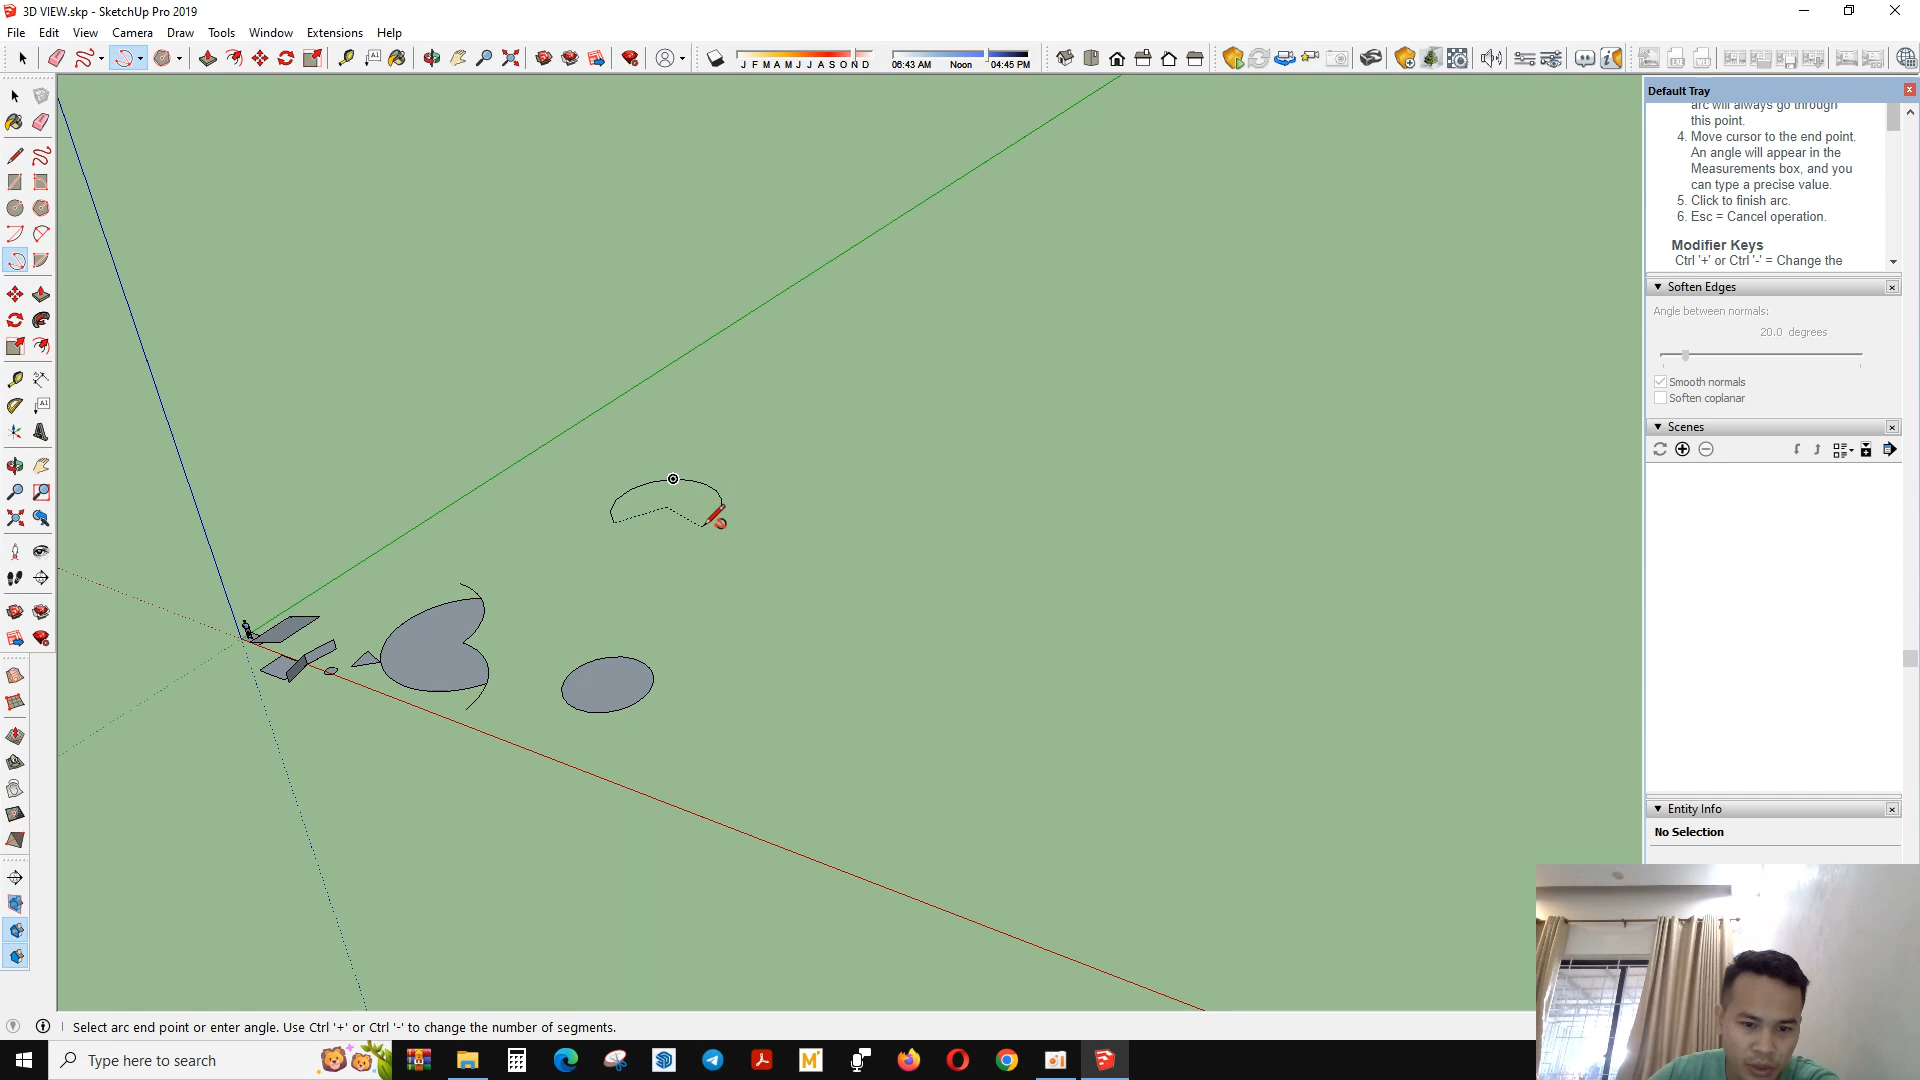 3D VIEW.skp - SketchUp Pro 2019
File Edit View Camera Draw Tools Window Extensions Help
J F M A M J J A S O N D
06:43 AM Noon 04:45 PM
Default Tray
arc will always go through
this point.
4. Move cursor to the end point.
An angle will appear in the
Measurements box, and you
can type a precise value.
5. Click to finish arc.
6. Esc = Cancel operation.
Modifier Keys
Ctrl '+' or Ctrl '-' = Change the
Soften Edges
Angle between normals:
20.0 degrees
Smooth normals
Soften coplanar
Scenes
Entity Info
No Selection
Select arc end point or enter angle. Use Ctrl '+' or Ctrl '-' to change the number of segments.
Type here to search